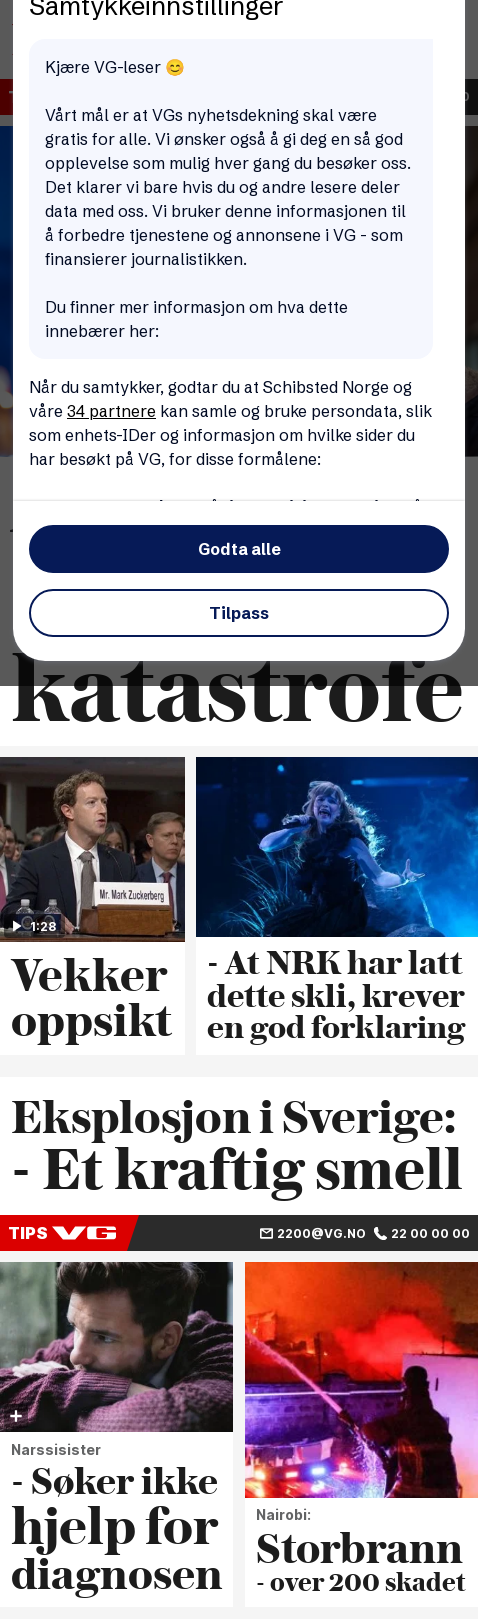 Samtykkeinnstillinger
Kjære VG-leser 😊
Vårt mål er at VGs nyhetsdekning skal være
gratis for alle. Vi ønsker også å gi deg en så god
opplevelse som mulig hver gang du besøker oss.
Det klarer vi bare hvis du og andre lesere deler
data med oss. Vi bruker denne informasjonen til
å forbedre tjenestene og annonsene i VG - som
finansierer journalistikken.
Du finner mer informasjon om hva dette
innebærer her:
Når du samtykker, godtar du at Schibsted Norge og
våre 34 partnere kan samle og bruke persondata, slik
som enhets-IDer og informasjon om hvilke sider du
har besøkt på VG, for disse formålene:
Godta alle
Tilpass
katastrofe
Mr. Mark Zuckerberg
1:28
Vekker
oppsikt
- At NRK har latt
dette skli, krever
en god forklaring
Eksplosjon i Sverige:
- Et kraftig smell
TIPS VG 2200@VG.NO 22 00 00 00
Narssisister
- Søker ikke
hjelp for
diagnosen
Nairobi:
Storbrann
- over 200 skadet